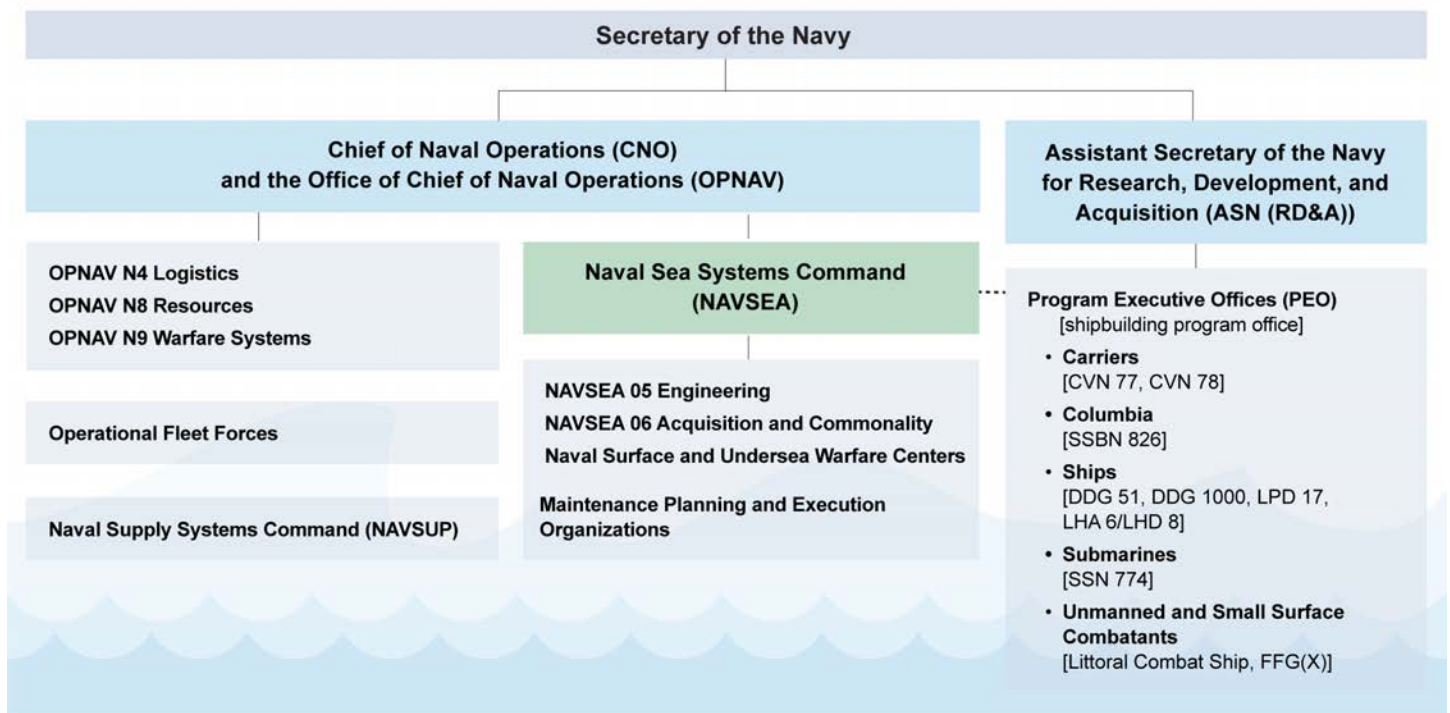 Secretary of the Navy
Chief of Naval Operations (CNO)
and the Office of Chief of Naval Operations (OPNAV)
Assistant Secretary of the Navy
for Research, Development, and
Acquisition (ASN (RD&A))
OPNAV N4 Logistics
OPNAV N8 Resources
OPNAV N9 Warfare Systems
Operational Fleet Forces
Naval Supply Systems Command (NAVSUP)
Naval Sea Systems Command
(NAVSEA)
NAVSEA 05 Engineering
NAVSEA 06 Acquisition and Commonality
Naval Surface and Undersea Warfare Centers
Maintenance Planning and Execution
Organizations
Program Executive Offices (PEO)
[shipbuilding program office]
• Carriers
[CVN 77, CVN 78]
• Columbia
[SSBN 826]
• Ships
[DDG 51, DDG 1000, LPD 17,
LHA 6/LHD 8]
• Submarines
[SSN 774]
• Unmanned and Small Surface
Combatants
[Littoral Combat Ship, FFG(X)]